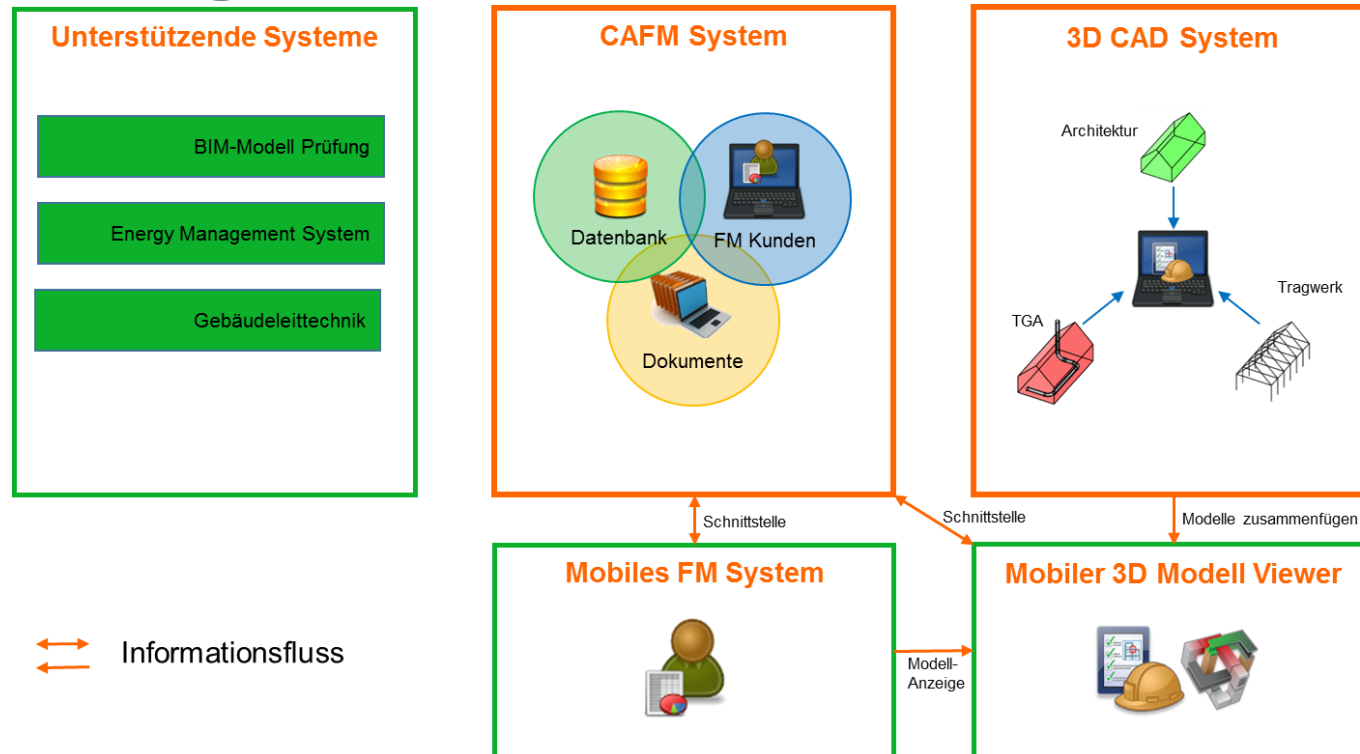 Unterstützende Systeme
BIM-Modell Prüfung
Energy Management System
Gebäudeleittechnik
CAFM System
Datenbank
FM Kunden
Dokumente
3D CAD System
Architektur
Tragwerk
TGA
Schnittstelle
Schnittstelle
Modelle zusammenfügen
Mobiles FM System
Modell-
Anzeige
Mobiler 3D Modell Viewer
Informationsfluss